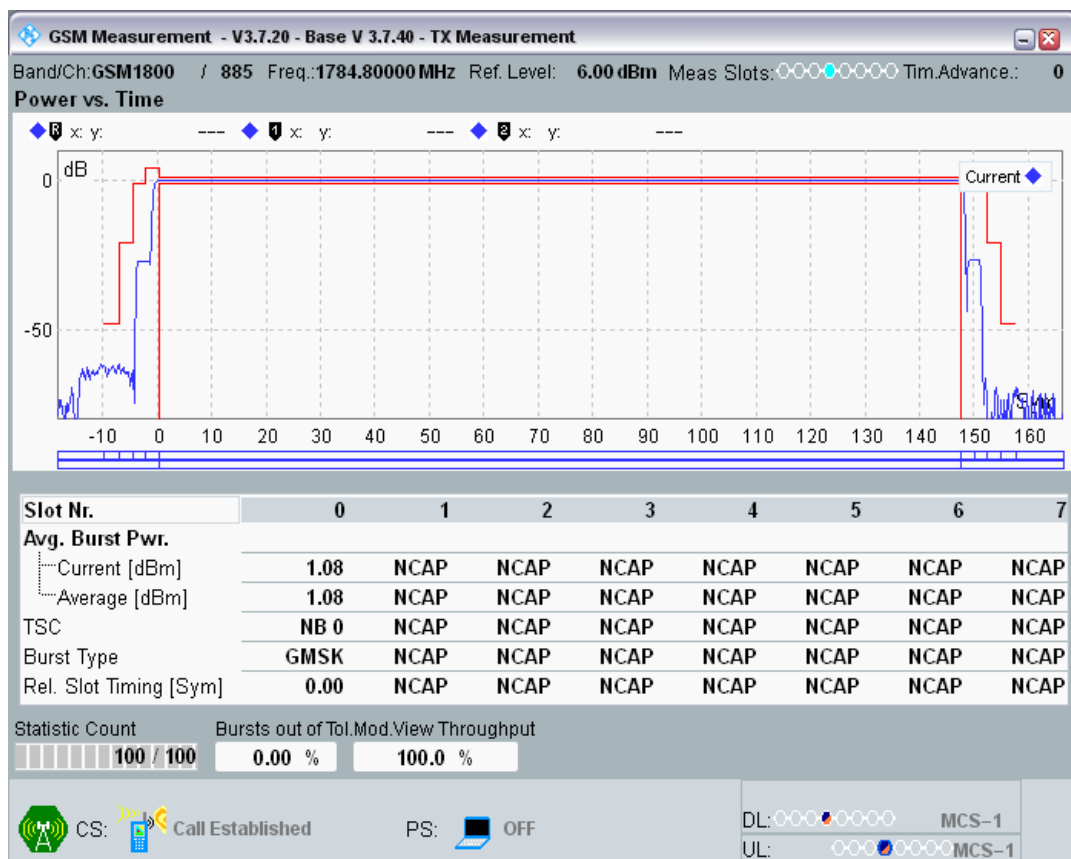 GSM Measurement - V3.7.20 - Base V 3.7.40 - TX Measurement
Band/Ch:GSM1800 / 885 Freq.:1784.80000 MHz Ref. Level: 6.00 dBm Meas Slots: Tim.Advance.: 0
Power vs. Time
R x: y: --- 1 x: y: --- 2 x: y: ---
dB
0
Current
-50
Sym
-10 0 10 20 30 40 50 60 70 80 90 100 110 120 130 140 150 160
Slot Nr. 0 1 2 3 4 5 6 7
Avg. Burst Pwr.
Current [dBm] 1.08 NCAP NCAP NCAP NCAP NCAP NCAP NCAP
Average [dBm] 1.08 NCAP NCAP NCAP NCAP NCAP NCAP NCAP
TSC NB 0 NCAP NCAP NCAP NCAP NCAP NCAP NCAP
Burst Type GMSK NCAP NCAP NCAP NCAP NCAP NCAP NCAP
Rel. Slot Timing [Sym] 0.00 NCAP NCAP NCAP NCAP NCAP NCAP NCAP
Statistic Count Bursts out of Tol. Mod.View Throughput
100 / 100 0.00 % 100.0 %
CS: Call Established PS: OFF DL: MCS-1
UL: MCS-1